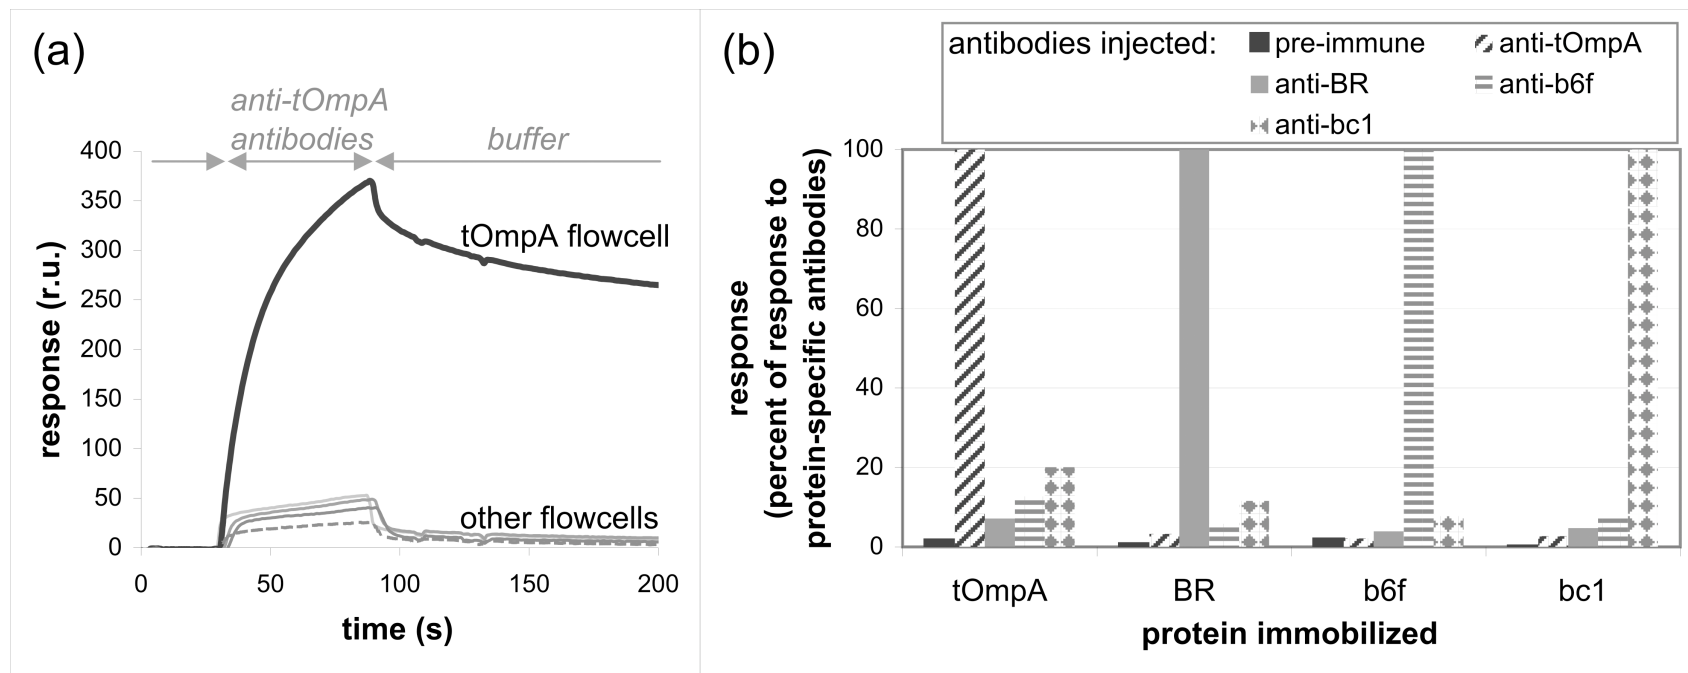 (a)
anti-tOmpA
antibodies
buffer
400
350
300
250
200
150
100
50
0
response (r.u.)
tOmpA flowcell
other flowcells
0 50 100 150 200
time (s)
(b)
antibodies injected:
pre-immune
anti-tOmpA
anti-BR
anti-b6f
anti-bc1
100
80
60
40
20
0
response
(percent of response to
protein-specific antibodies)
tOmpA BR b6f bc1
protein immobilized